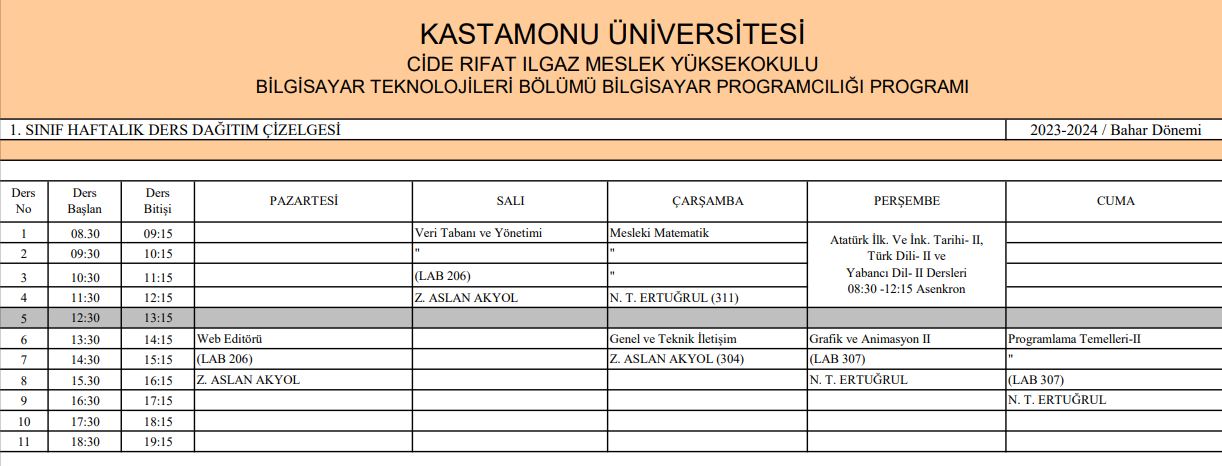 KASTAMONU ÜNİVERSİTESİ
CİDE RIFAT ILGAZ MESLEK YÜKSEKOKULU
BİLGİSAYAR TEKNOLOJİLERİ BÖLÜMÜ BİLGİSAYAR PROGRAMCILIĞI PROGRAMI
1. SINIF HAFTALIK DERS DAĞITIM ÇİZELGESİ 2023-2024 / Bahar Dönemi
Ders No Ders Başlan Ders Bitişi PAZARTESİ SALI ÇARŞAMBA PERŞEMBE CUMA
1 08.30 09:15 Veri Tabanı ve Yönetimi Mesleki Matematik
Atatürk İlk. Ve İnk. Tarihi- II,
Türk Dili- II ve
Yabancı Dil- II Dersleri
08:30 -12:15 Asenkron
2 09:30 10:15 " "
3 10:30 11:15 (LAB 206) "
4 11:30 12:15 Z. ASLAN AKYOL N. T. ERTUĞRUL (311)
5 12:30 13:15
6 13:30 14:15 Web Editörü Genel ve Teknik İletişim Grafik ve Animasyon II Programlama Temelleri-II
7 14:30 15:15 (LAB 206) Z. ASLAN AKYOL (304) (LAB 307) "
8 15.30 16:15 Z. ASLAN AKYOL N. T. ERTUĞRUL (LAB 307)
9 16:30 17:15 N. T. ERTUĞRUL
10 17:30 18:15
11 18:30 19:15